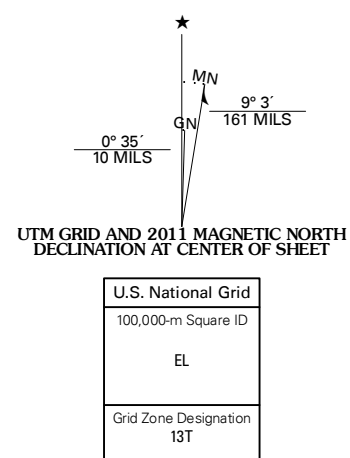 ★
MN
9° 3´
161 MILS
GN
0° 35´
10 MILS
UTM GRID AND 2011 MAGNETIC NORTH
DECLINATION AT CENTER OF SHEET
U.S. National Grid
100,000-m Square ID
EL
Grid Zone Designation
13T